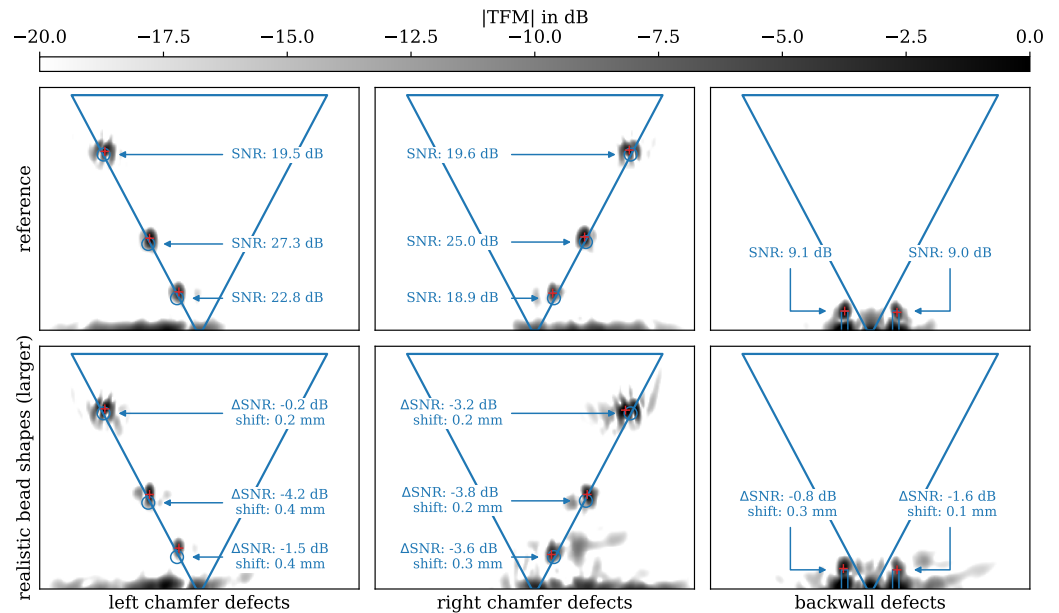 |TFM| in dB
−20.0
−17.5
−15.0
−12.5
−10.0
−7.5
−5.0
−2.5
0.0
reference
SNR: 19.5 dB
SNR: 27.3 dB
SNR: 22.8 dB
SNR: 19.6 dB
SNR: 25.0 dB
SNR: 18.9 dB
SNR: 9.1 dB
SNR: 9.0 dB
realistic bead shapes (larger)
ΔSNR: -0.2 dB
shift: 0.2 mm
ΔSNR: -4.2 dB
shift: 0.4 mm
ΔSNR: -1.5 dB
shift: 0.4 mm
ΔSNR: -3.2 dB
shift: 0.2 mm
ΔSNR: -3.8 dB
shift: 0.2 mm
ΔSNR: -3.6 dB
shift: 0.3 mm
ΔSNR: -0.8 dB
shift: 0.3 mm
ΔSNR: -1.6 dB
shift: 0.1 mm
left chamfer defects
right chamfer defects
backwall defects